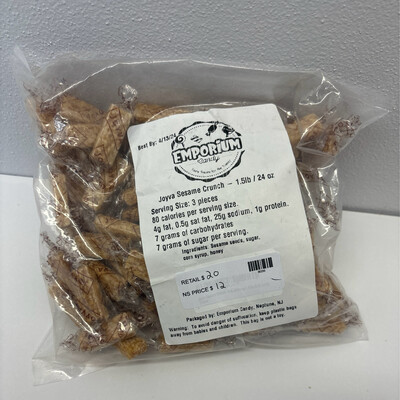 Best By: 4/13/24
EMPORIUM
Candy
Joyva Sesame Crunch – 1.5lb / 24 oz
Serving Size: 3 pieces
80 calories per serving size.
4g fat, 0.5g sat fat, 25g sodium, 1g protein.
7 grams of carbohydrates
7 grams of sugar per serving.
Ingredients: Sesame seeds, sugar,
corn syrup, honey
RETAIL $ 20
NS PRICE $ 12
Packaged by: Emporium Candy, Neptune, NJ
Warning: To avoid danger of suffocation, keep plastic bags
away from babies and children. This bag is not a toy.